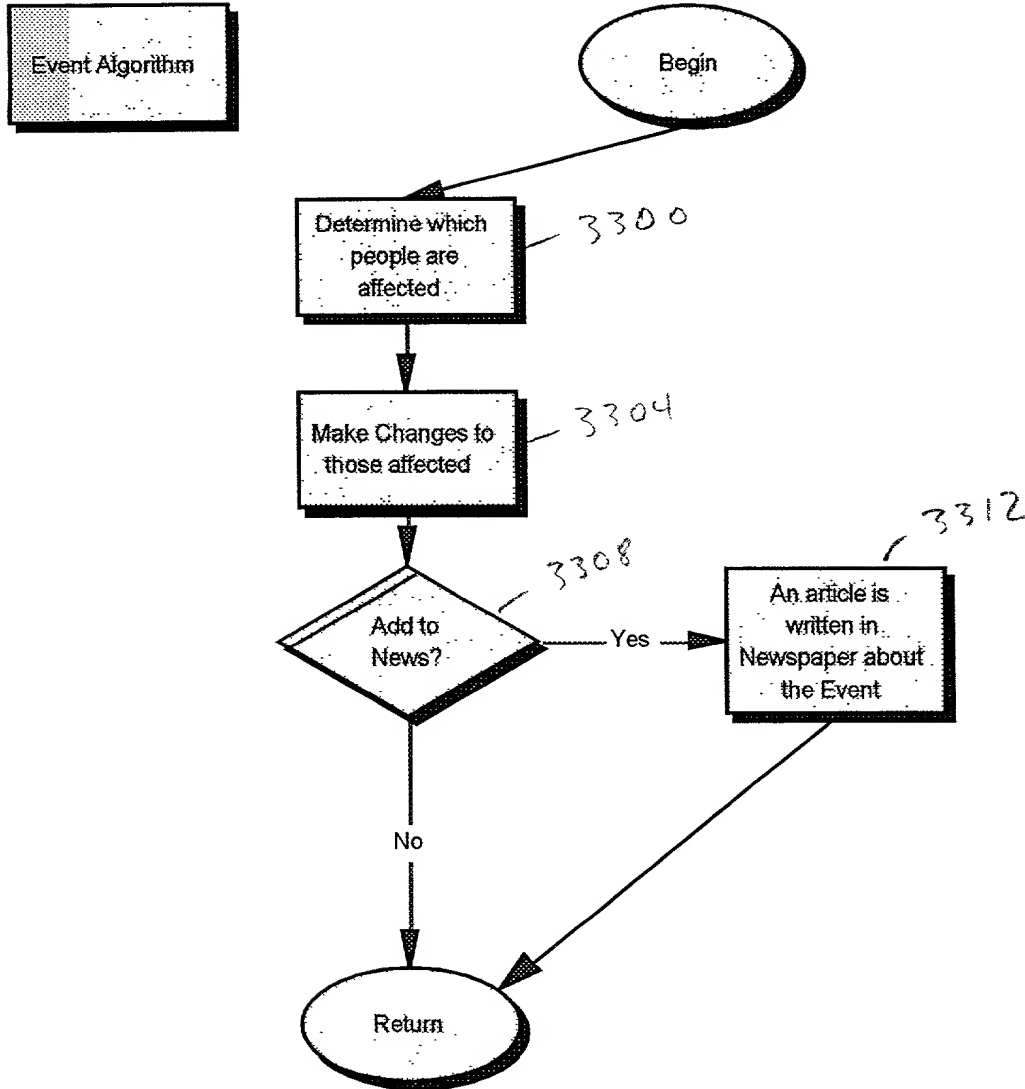 Event Algorithm
Begin
Determine which
people are
affected
3300
Make Changes to
those affected
3304
Add to
News?
3308
Yes
An article is
written in
Newspaper about
the Event
3312
No
Return